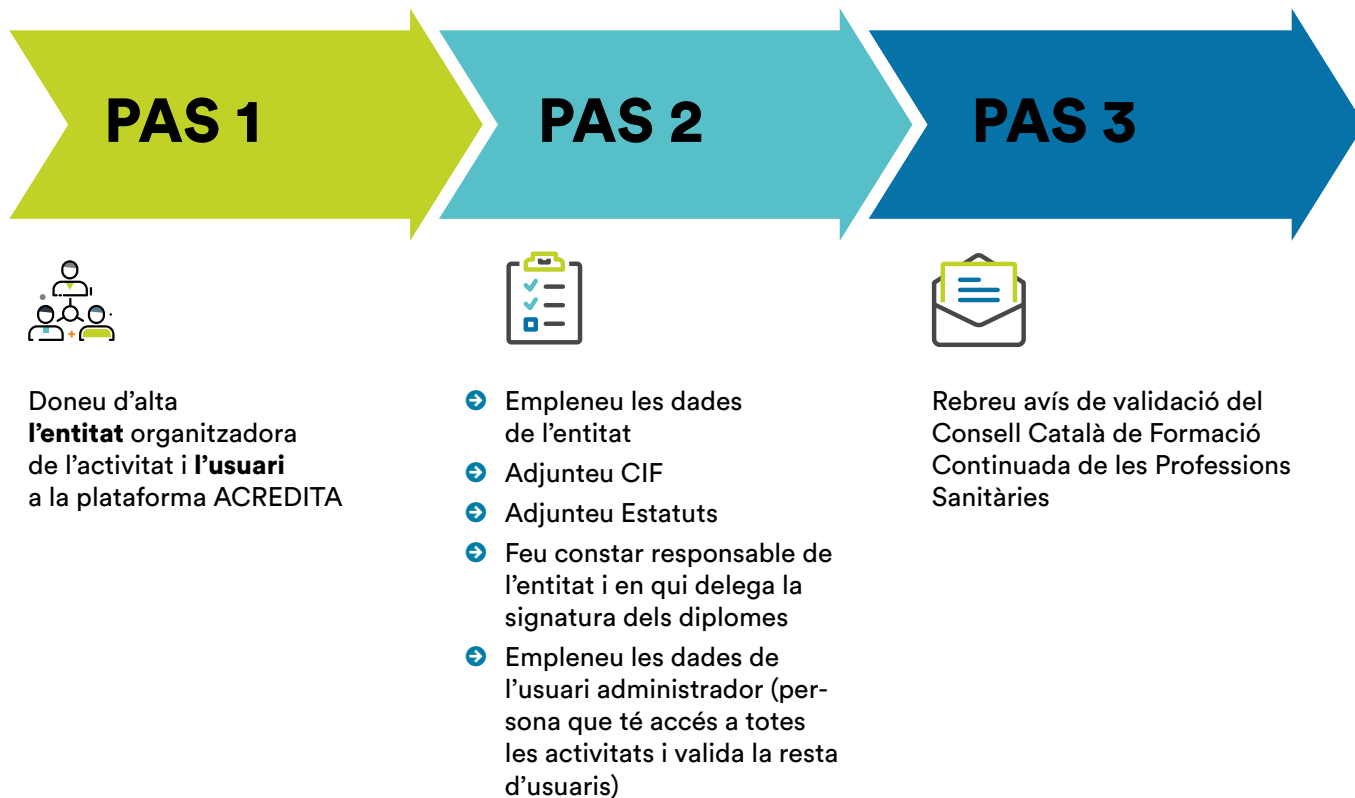 PAS 1
Doneu d’alta
l’entitat organitzadora
de l’activitat i l’usuari
a la plataforma ACREDITA
PAS 2
Empleneu les dades
de l’entitat
Adjunteu CIF
Adjunteu Estatuts
Feu constar responsable de
l’entitat i en qui delega la
signatura dels diplomes
Empleneu les dades de
l’usuari administrador (per-
sona que té accés a totes
les activitats i valida la resta
d’usuaris)
PAS 3
Rebreu avís de validació del
Consell Català de Formació
Continuada de les Professions
Sanitàries